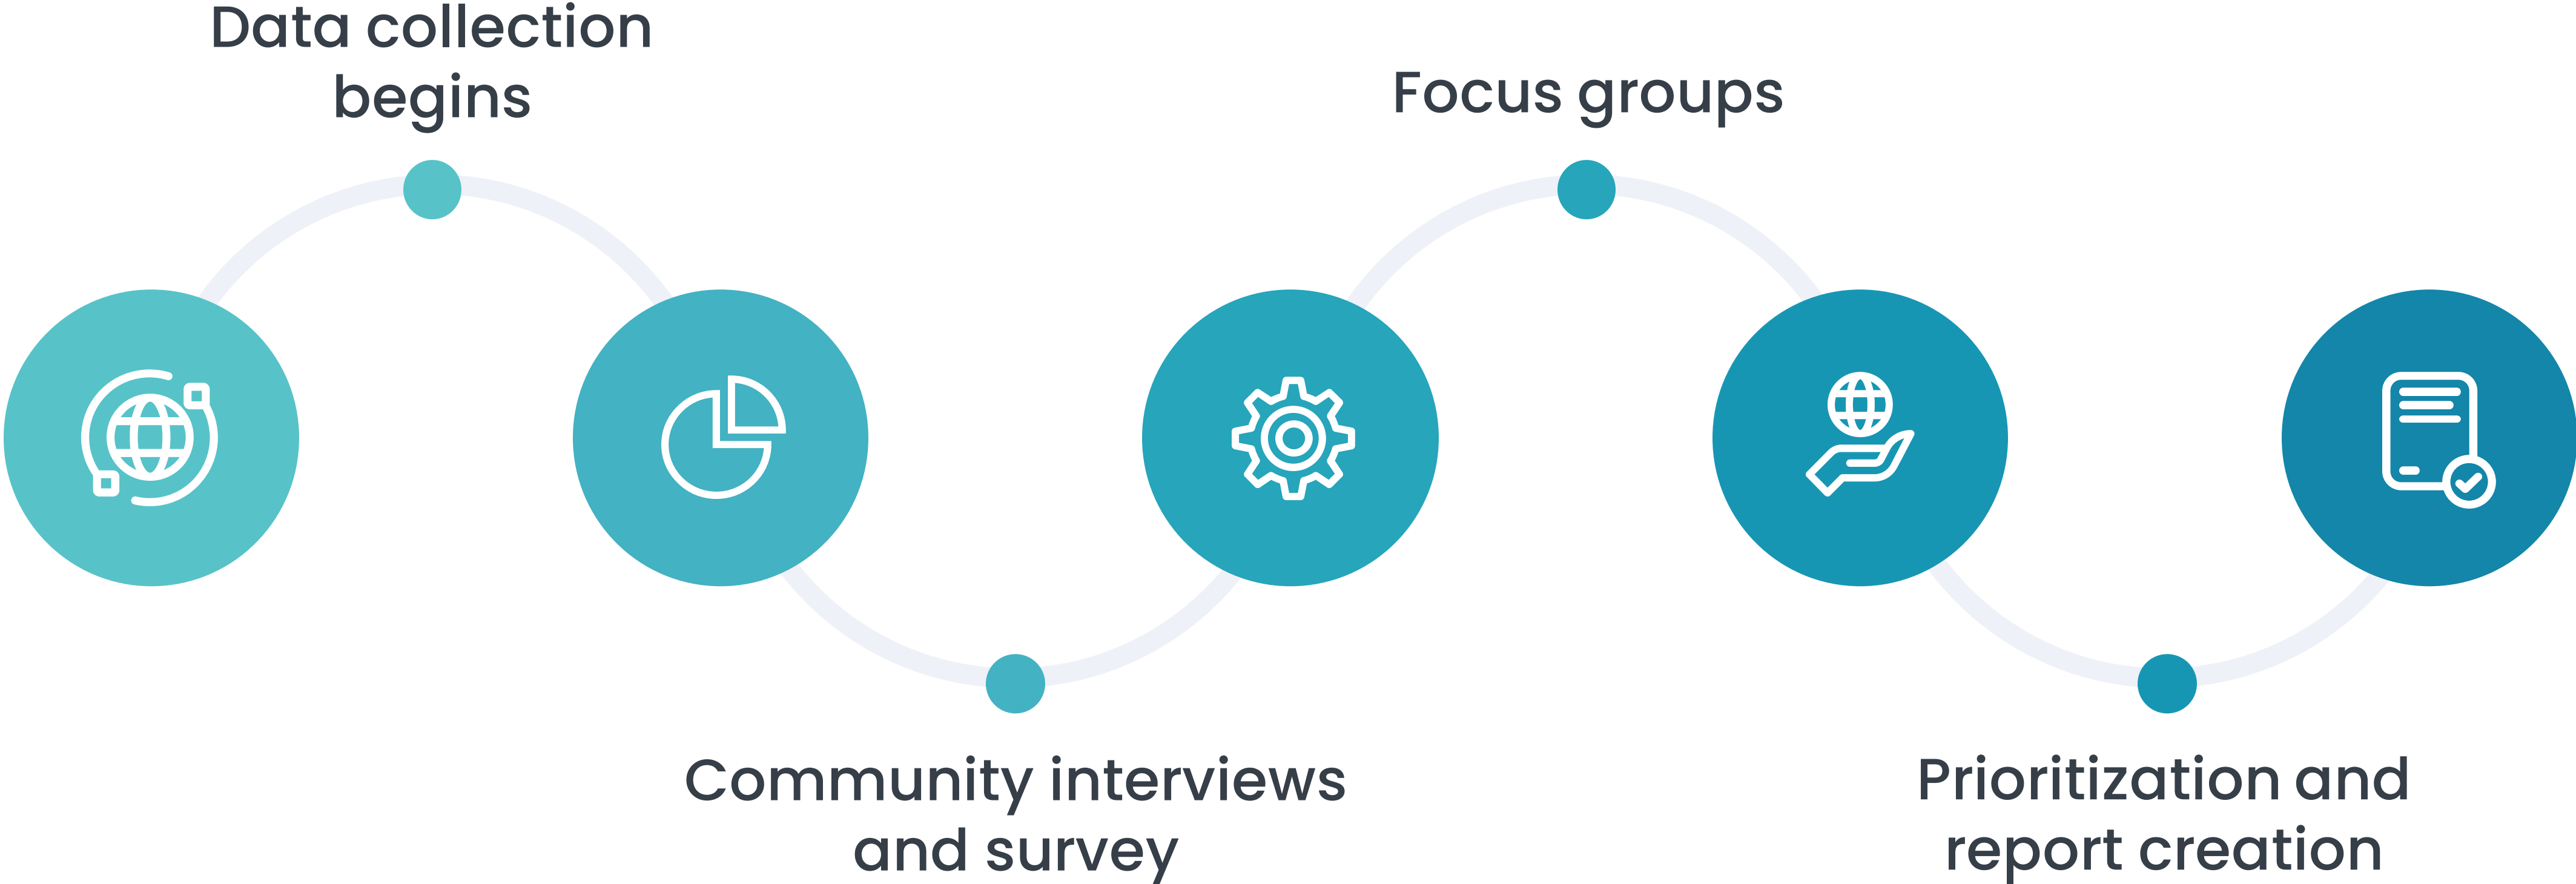 Data collection
begins
Community interviews
and survey
Focus groups
Prioritization and
report creation